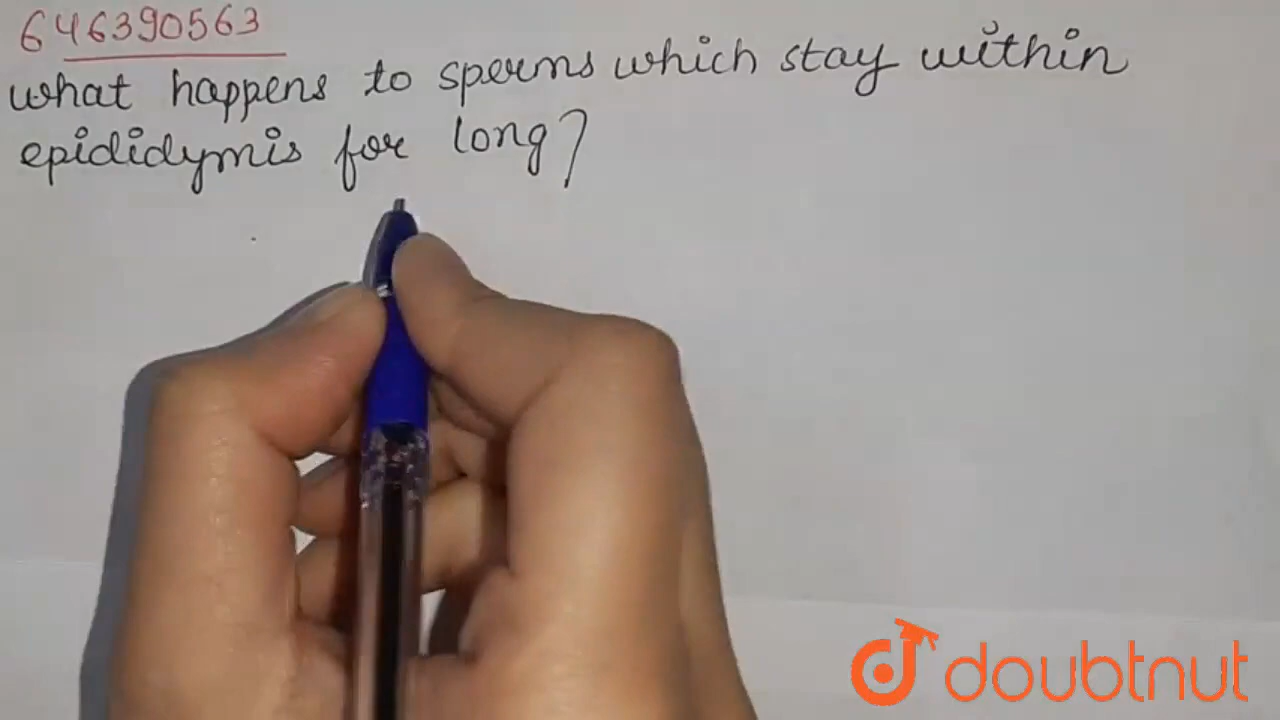 646390563
what happens to sperms which stay within
epididymis for long?
doubtnut